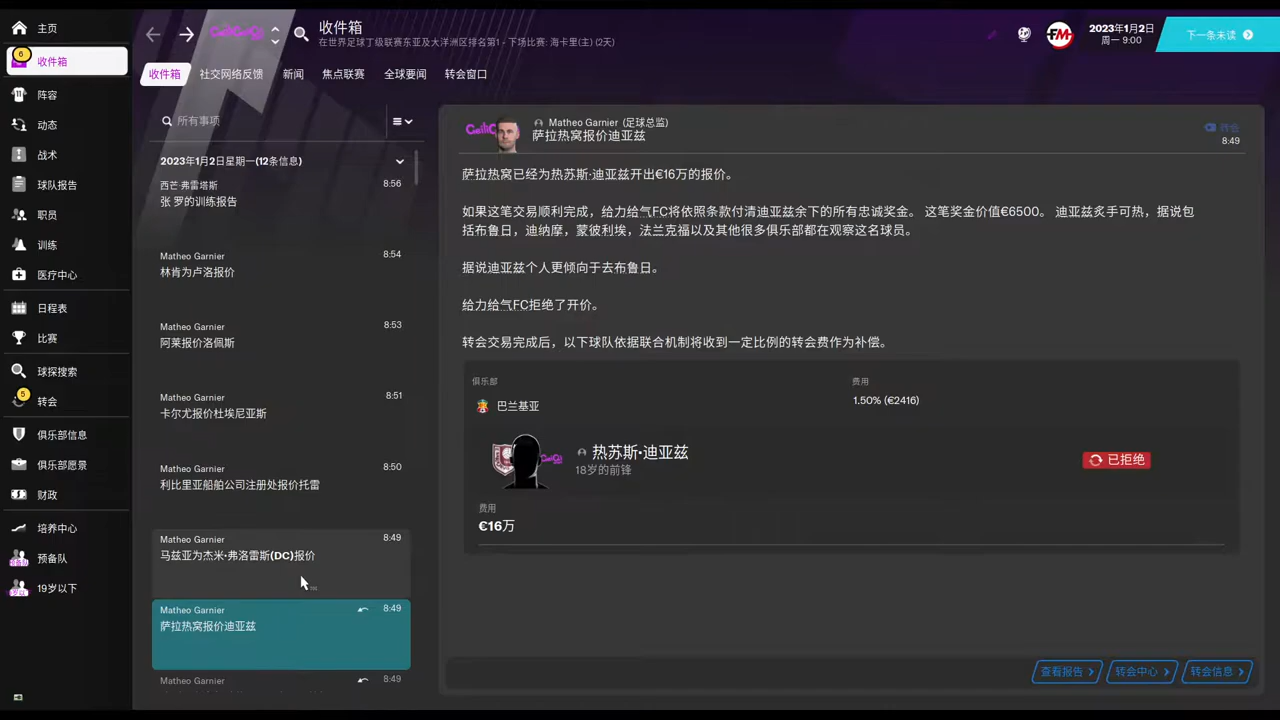 主页
6
收件箱
阵容
动态
战术
球队报告
职员
训练
医疗中心
日程表
比赛
球探搜索
5
转会
俱乐部信息
俱乐部愿景
财政
培养中心
预备队
19岁以下
收件箱
在世界足球丁级联赛东亚及大洋洲区排名第1 - 下场比赛: 海卡里(主) (2天)
FM
2023年1月2日
周一 9:00
下一条未读
收件箱
社交网络反馈
新闻
焦点联赛
全球要闻
转会窗口
所有事项
2023年1月2日星期一(12条信息)
西芒·弗雷塔斯
8:56
张 罗的训练报告
Matheo Garnier
8:54
林肯为卢洛报价
Matheo Garnier
8:53
阿莱报价洛佩斯
Matheo Garnier
8:51
卡尔尤报价杜埃尼亚斯
Matheo Garnier
8:50
利比里亚船舶公司注册处报价托雷
Matheo Garnier
8:49
马兹亚为杰米·弗洛雷斯(DC)报价
Matheo Garnier
8:49
萨拉热窝报价迪亚兹
Matheo Garnier
8:49
Matheo Garnier (足球总监)
萨拉热窝报价迪亚兹
转会
8:49
萨拉热窝已经为热苏斯·迪亚兹开出€16万的报价。
如果这笔交易顺利完成，给力给气FC将依照条款付清迪亚兹余下的所有忠诚奖金。 这笔奖金价值€6500。 迪亚兹炙手可热，据说包
括布鲁日，迪纳摩，蒙彼利埃，法兰克福以及其他很多俱乐部都在观察这名球员。
据说迪亚兹个人更倾向于去布鲁日。
给力给气FC拒绝了开价。
转会交易完成后，以下球队依据联合机制将收到一定比例的转会费作为补偿。
俱乐部
费用
巴兰基亚
1.50% (€2416)
热苏斯·迪亚兹
18岁的前锋
已拒绝
费用
€16万
查看报告
转会中心
转会信息